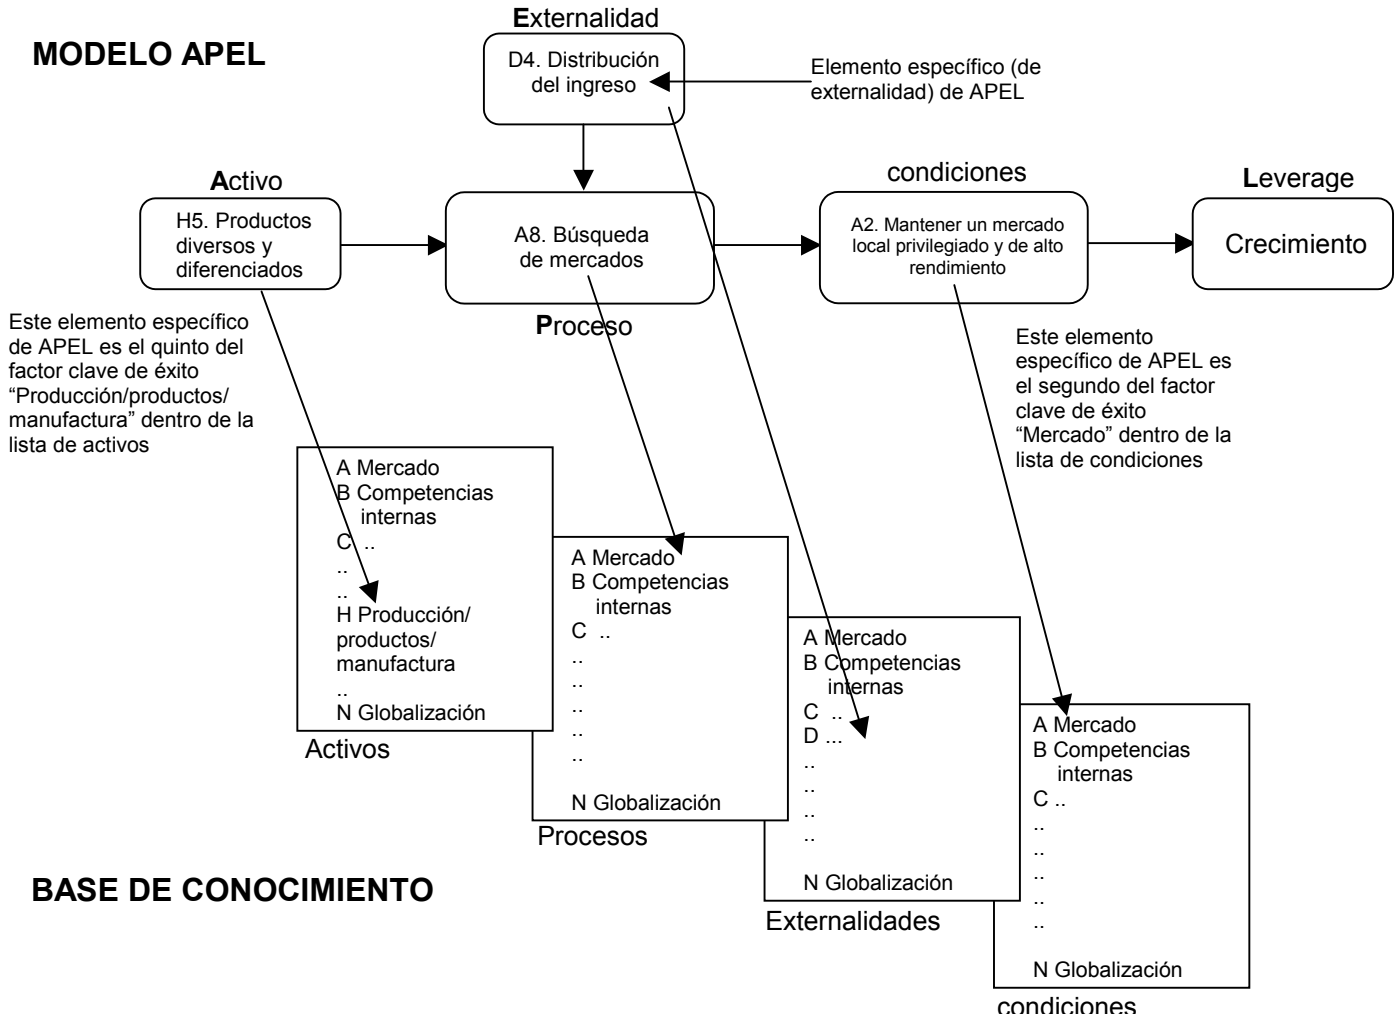 Externalidad
MODELO APEL
D4. Distribución
del ingreso
Elemento específico (de
externalidad) de APEL
Activo
H5. Productos
diversos y
diferenciados
A8. Búsqueda
de mercados
Proceso
condiciones
A2. Mantener un mercado
local privilegiado y de alto
rendimiento
Leverage
Crecimiento
Este elemento específico
de APEL es el quinto del
factor clave de éxito
“Producción/productos/
manufactura” dentro de la
lista de activos
Este elemento
específico de APEL es
el segundo del factor
clave de éxito
“Mercado” dentro de la
lista de condiciones
A Mercado
B Competencias
internas
C ..
..
..
H Producción/
productos/
manufactura
..
N Globalización
Activos
A Mercado
B Competencias
internas
C ..
..
..
..
..
..
N Globalización
Procesos
A Mercado
B Competencias
internas
C ..
D ...
..
..
..
..
N Globalización
Externalidades
A Mercado
B Competencias
internas
C ..
..
..
..
..
..
N Globalización
condiciones
BASE DE CONOCIMIENTO